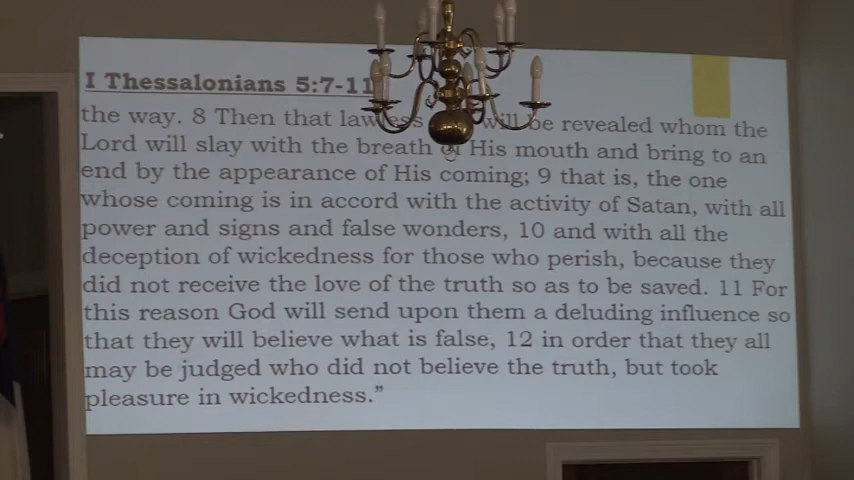 I Thessalonians 5:7-11
the way. 8 Then that lawless will be revealed whom the
Lord will slay with the breath of His mouth and bring to an
end by the appearance of His coming; 9 that is, the one
whose coming is in accord with the activity of Satan, with all
power and signs and false wonders, 10 and with all the
deception of wickedness for those who perish, because they
did not receive the love of the truth so as to be saved. 11 For
this reason God will send upon them a deluding influence so
that they will believe what is false, 12 in order that they all
may be judged who did not believe the truth, but took
pleasure in wickedness.”